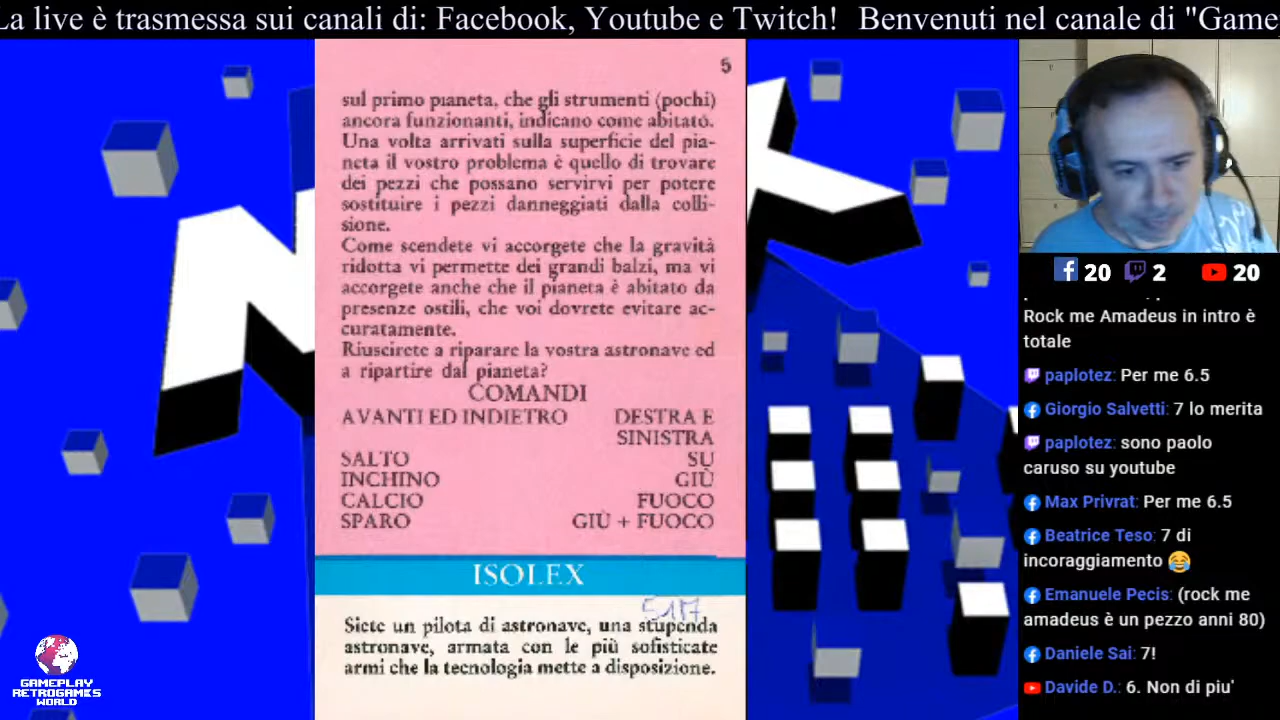 La live è trasmessa sui canali di: Facebook, Youtube e Twitch! Benvenuti nel canale di "Game
5
sul primo pianeta, che gli strumenti (pochi)
ancora funzionanti, indicano come abitato.
Una volta arrivati sulla superficie del pia-
neta il vostro problema è quello di trovare
dei pezzi che possano servirvi per potere
sostituire i pezzi danneggiati dalla colli-
sione.
Come scendete vi accorgete che la gravità
ridotta vi permette dei grandi balzi, ma vi
accorgete anche che il pianeta è abitato da
presenze ostili, che voi dovrete evitare ac-
curatamente.
Riuscirete a riparare la vostra astronave ed
a ripartire dal pianeta?
COMANDI
AVANTI ED INDIETRO DESTRA E
SINISTRA
SALTO SU
INCHINO GIÙ
CALCIO FUOCO
SPARO GIÙ + FUOCO
ISOLEX
Siete un pilota di astronave, una stupenda
astronave, armata con le più sofisticate
armi che la tecnologia mette a disposizione.
20 2 20
Rock me Amadeus in intro è
totale
paplotez: Per me 6.5
Giorgio Salvetti: 7 lo merita
paplotez: sono paolo
caruso su youtube
Max Privrat: Per me 6.5
Beatrice Teso: 7 di
incoraggiamento 😂
Emanuele Pecis: (rock me
amadeus è un pezzo anni 80)
Daniele Sai: 7!
Davide D.: 6. Non di piu'
GAMEPLAY
RETROGAMES
WORLD